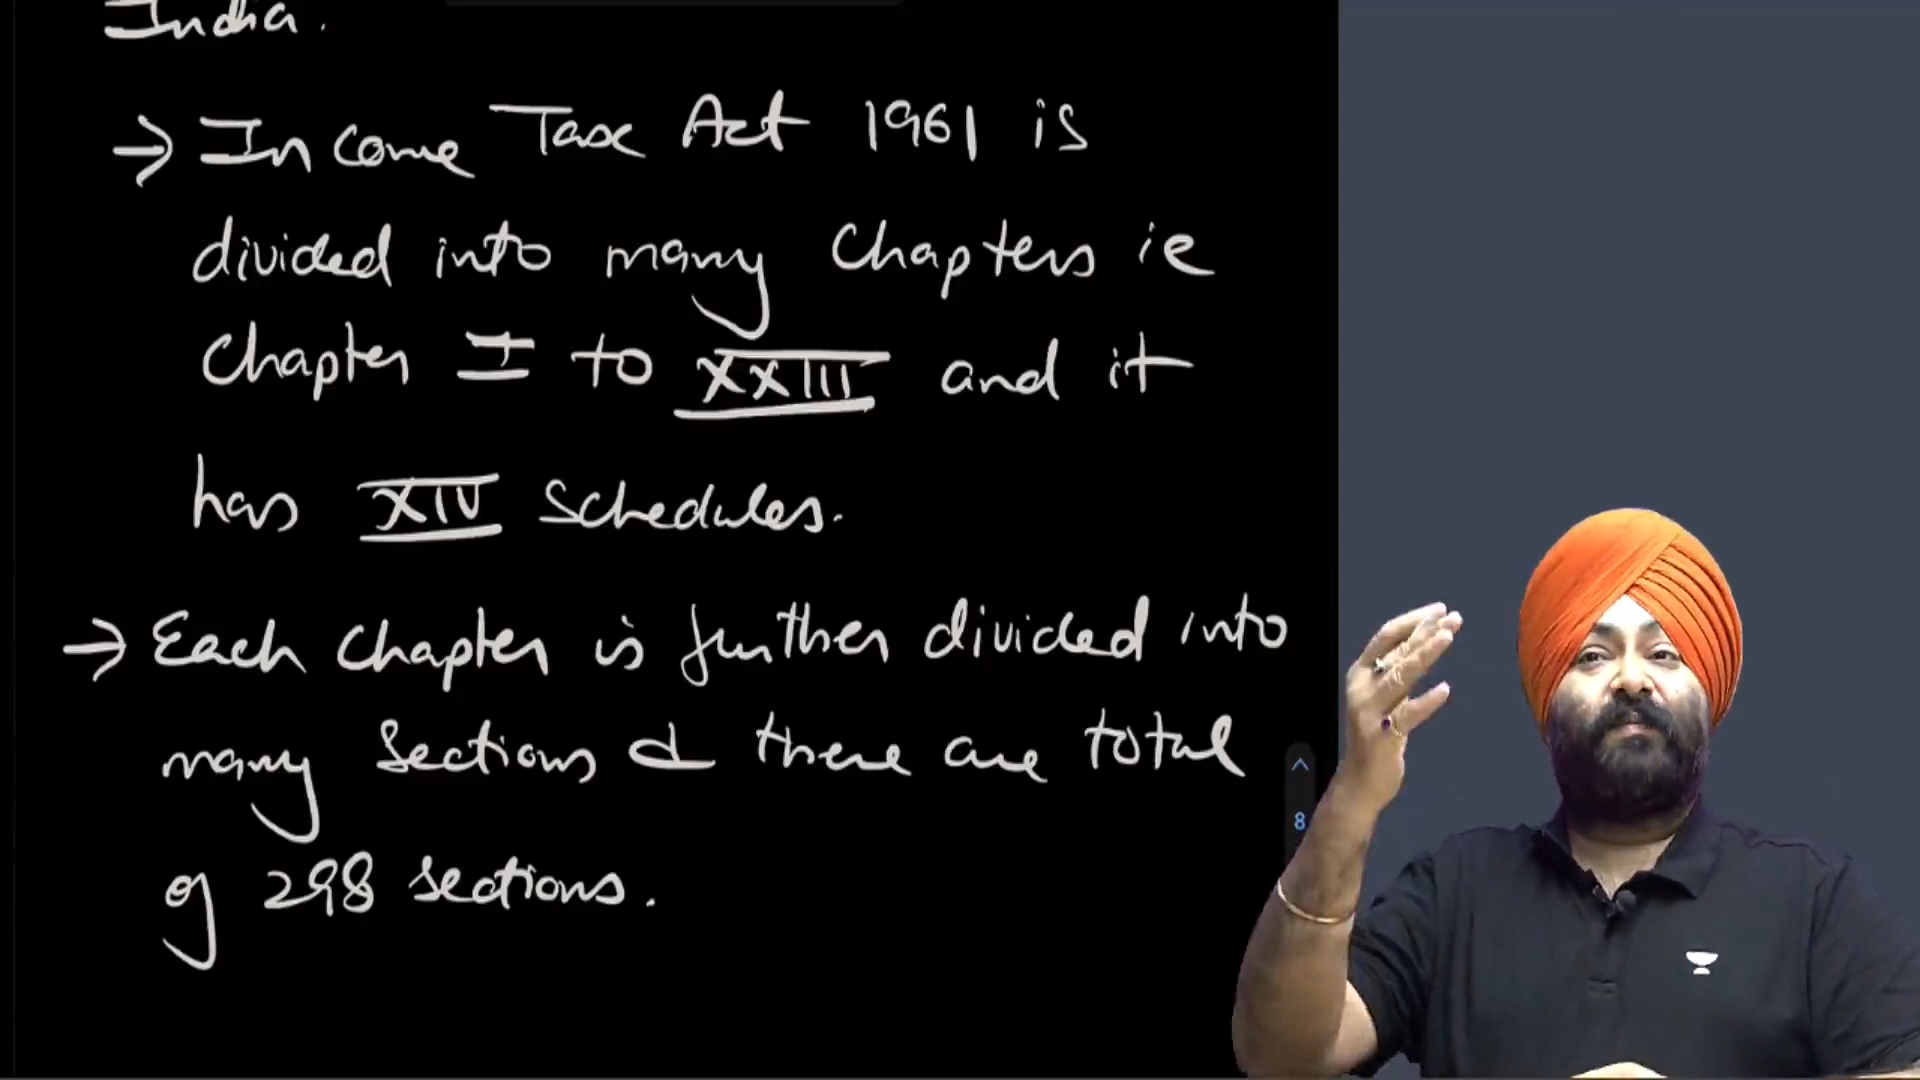 India.
→ Income Tax Act 1961 is
divided into many Chapters ie
Chapter I to XXIII and it
has XIV schedules.
→ Each Chapter is further divided into
many Sections & there are total
of 298 sections.
8